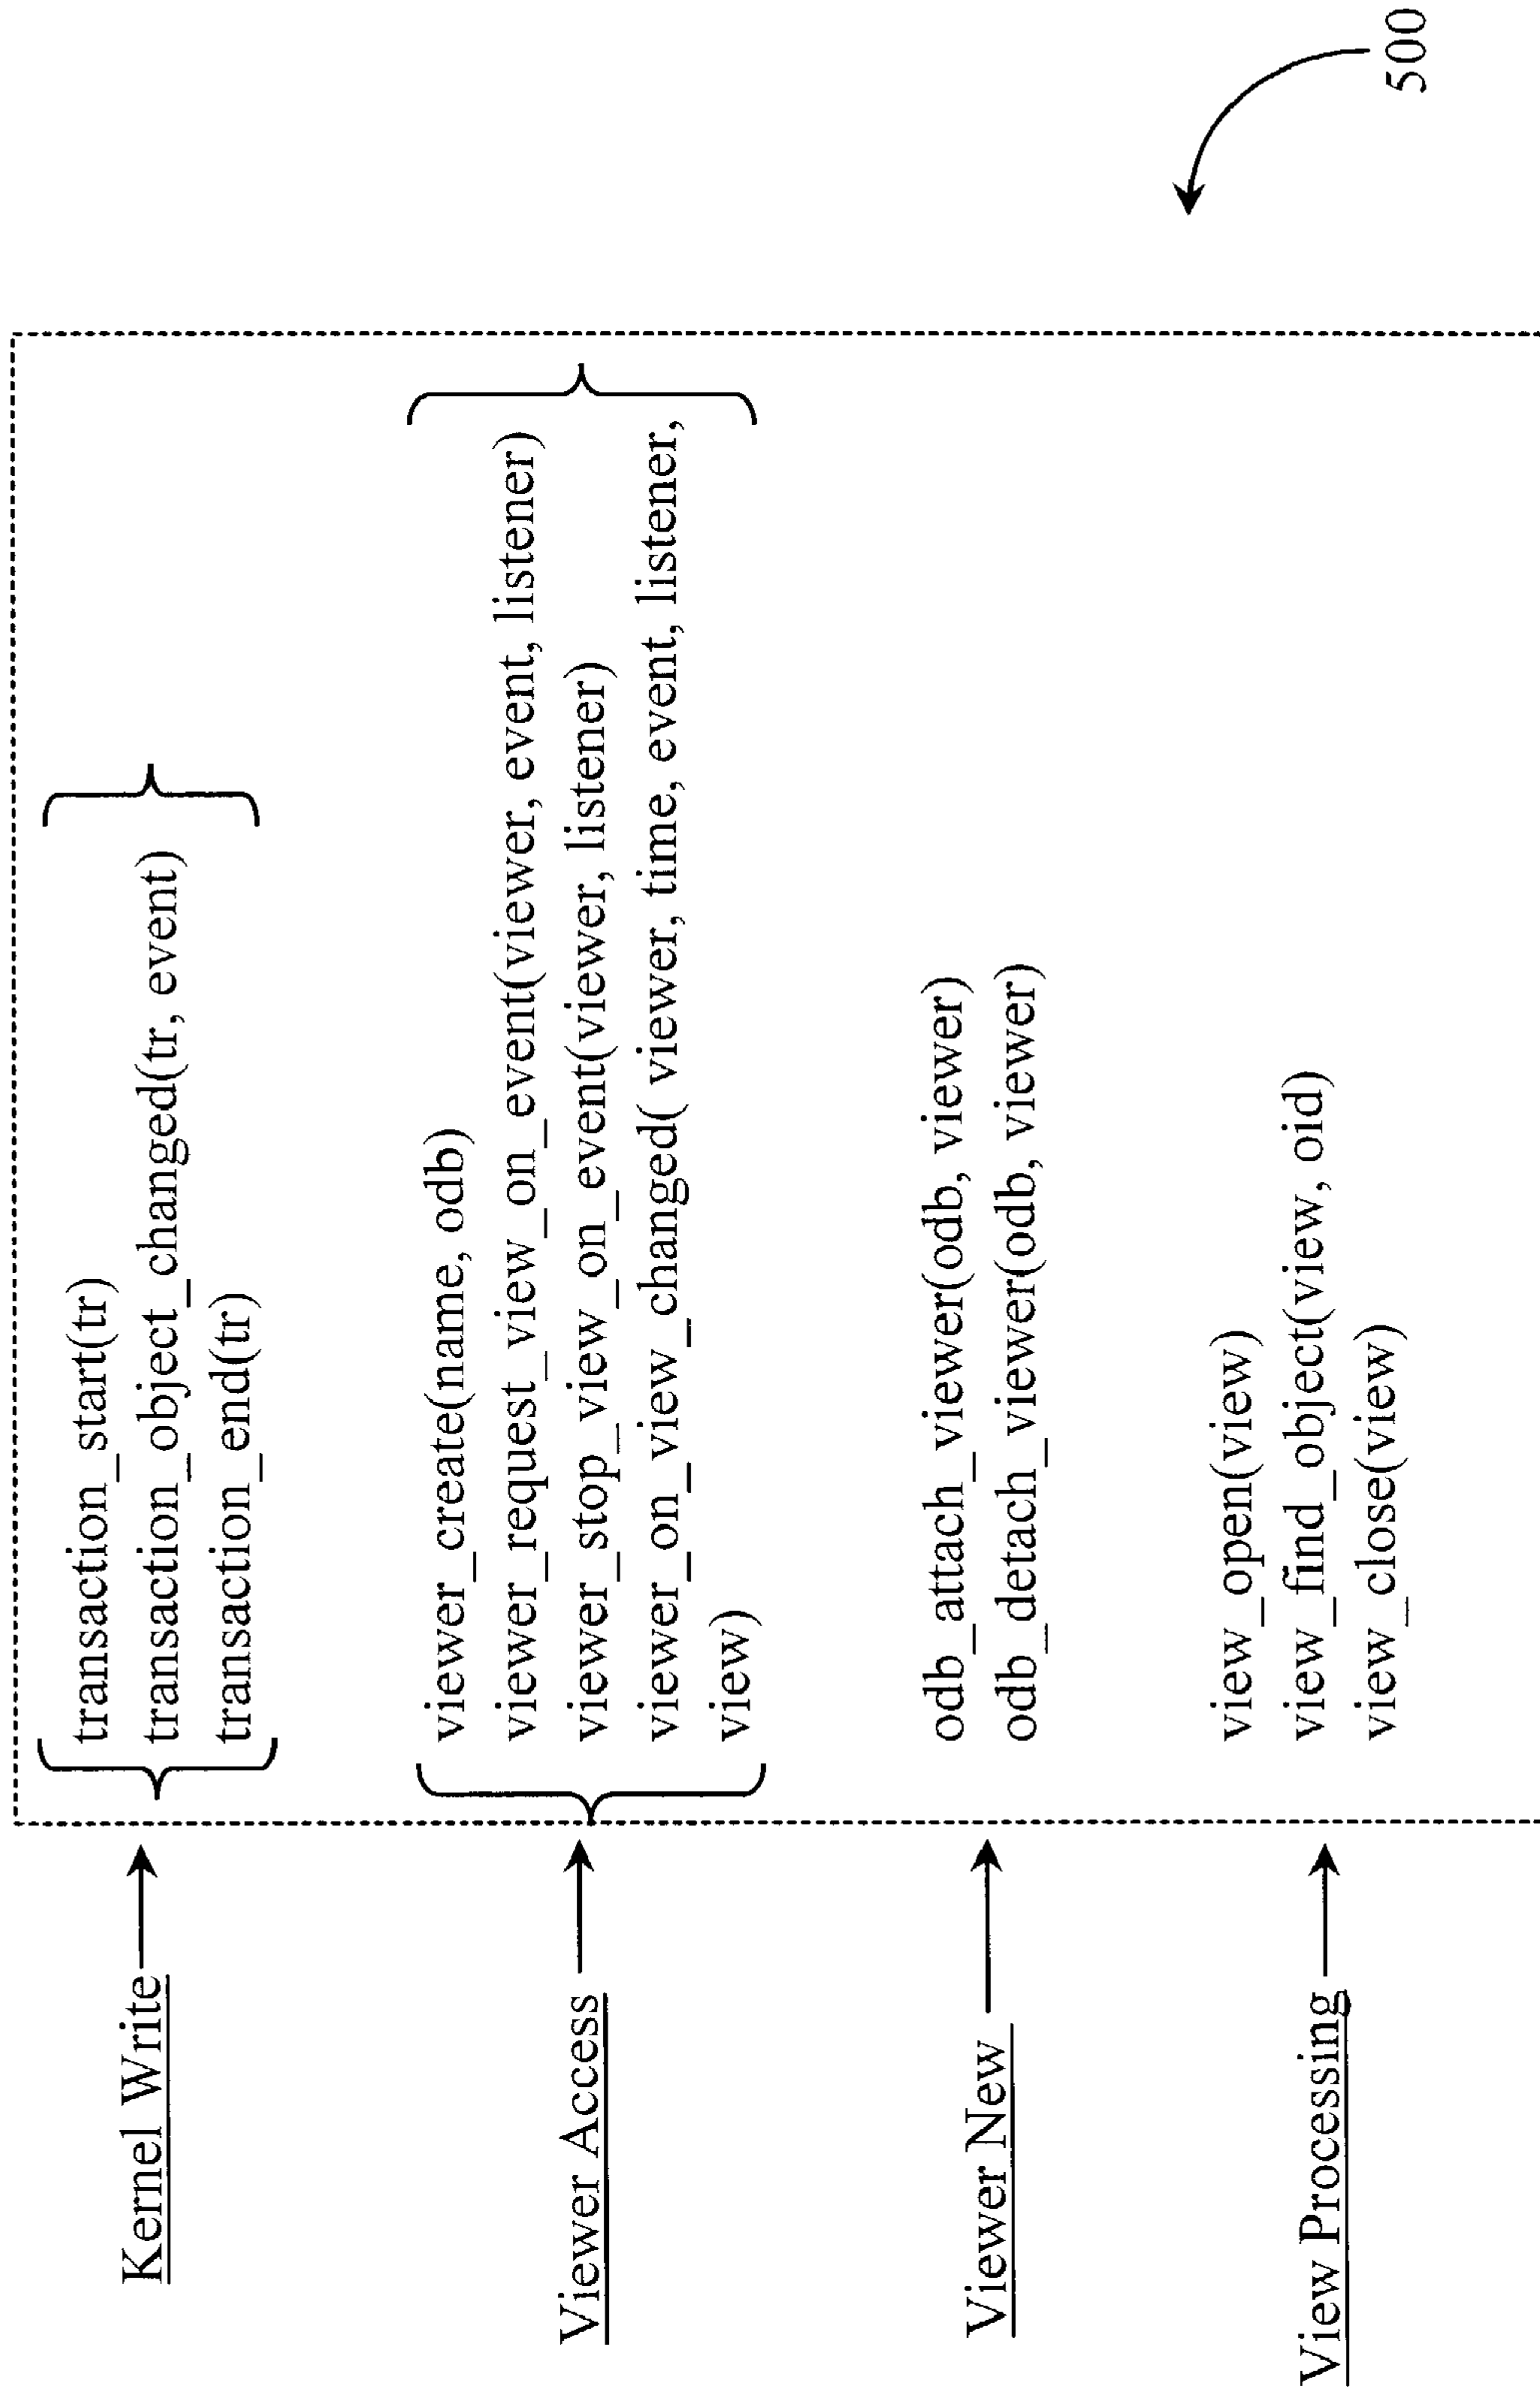 Kernel Write
transaction_start(tr)
transaction_object_changed(tr, event)
transaction_end(tr)
Viewer Access
viewer_create(name, odb)
viewer_request_view_on_event(viewer, event, listener)
viewer_stop_view_on_event(viewer, listener)
viewer_on_view_changed( viewer, time, event, listener,
view)
Viewer New
odb_attach_viewer(odb, viewer)
odb_detach_viewer(odb, viewer)
View Processing
view_open(view)
view_find_object(view, oid)
view_close(view)
500